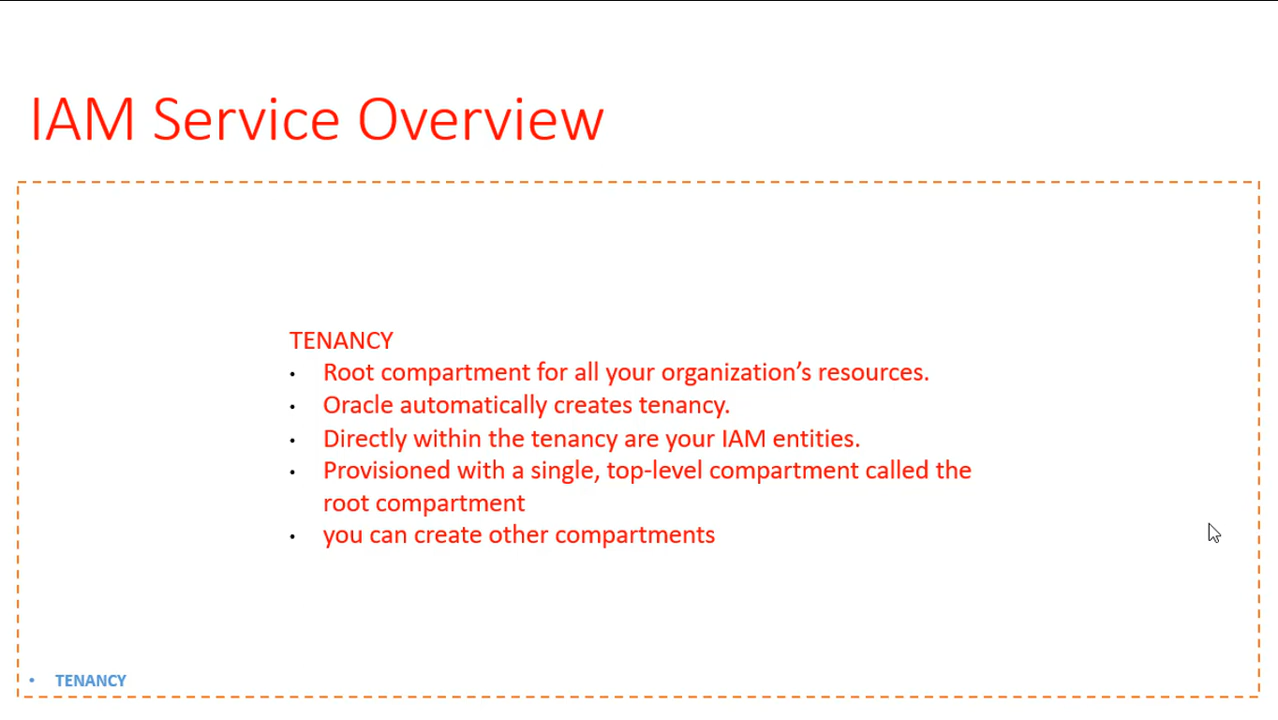 IAM Service Overview
TENANCY
• Root compartment for all your organization’s resources.
• Oracle automatically creates tenancy.
• Directly within the tenancy are your IAM entities.
• Provisioned with a single, top-level compartment called the
root compartment
• you can create other compartments
• TENANCY